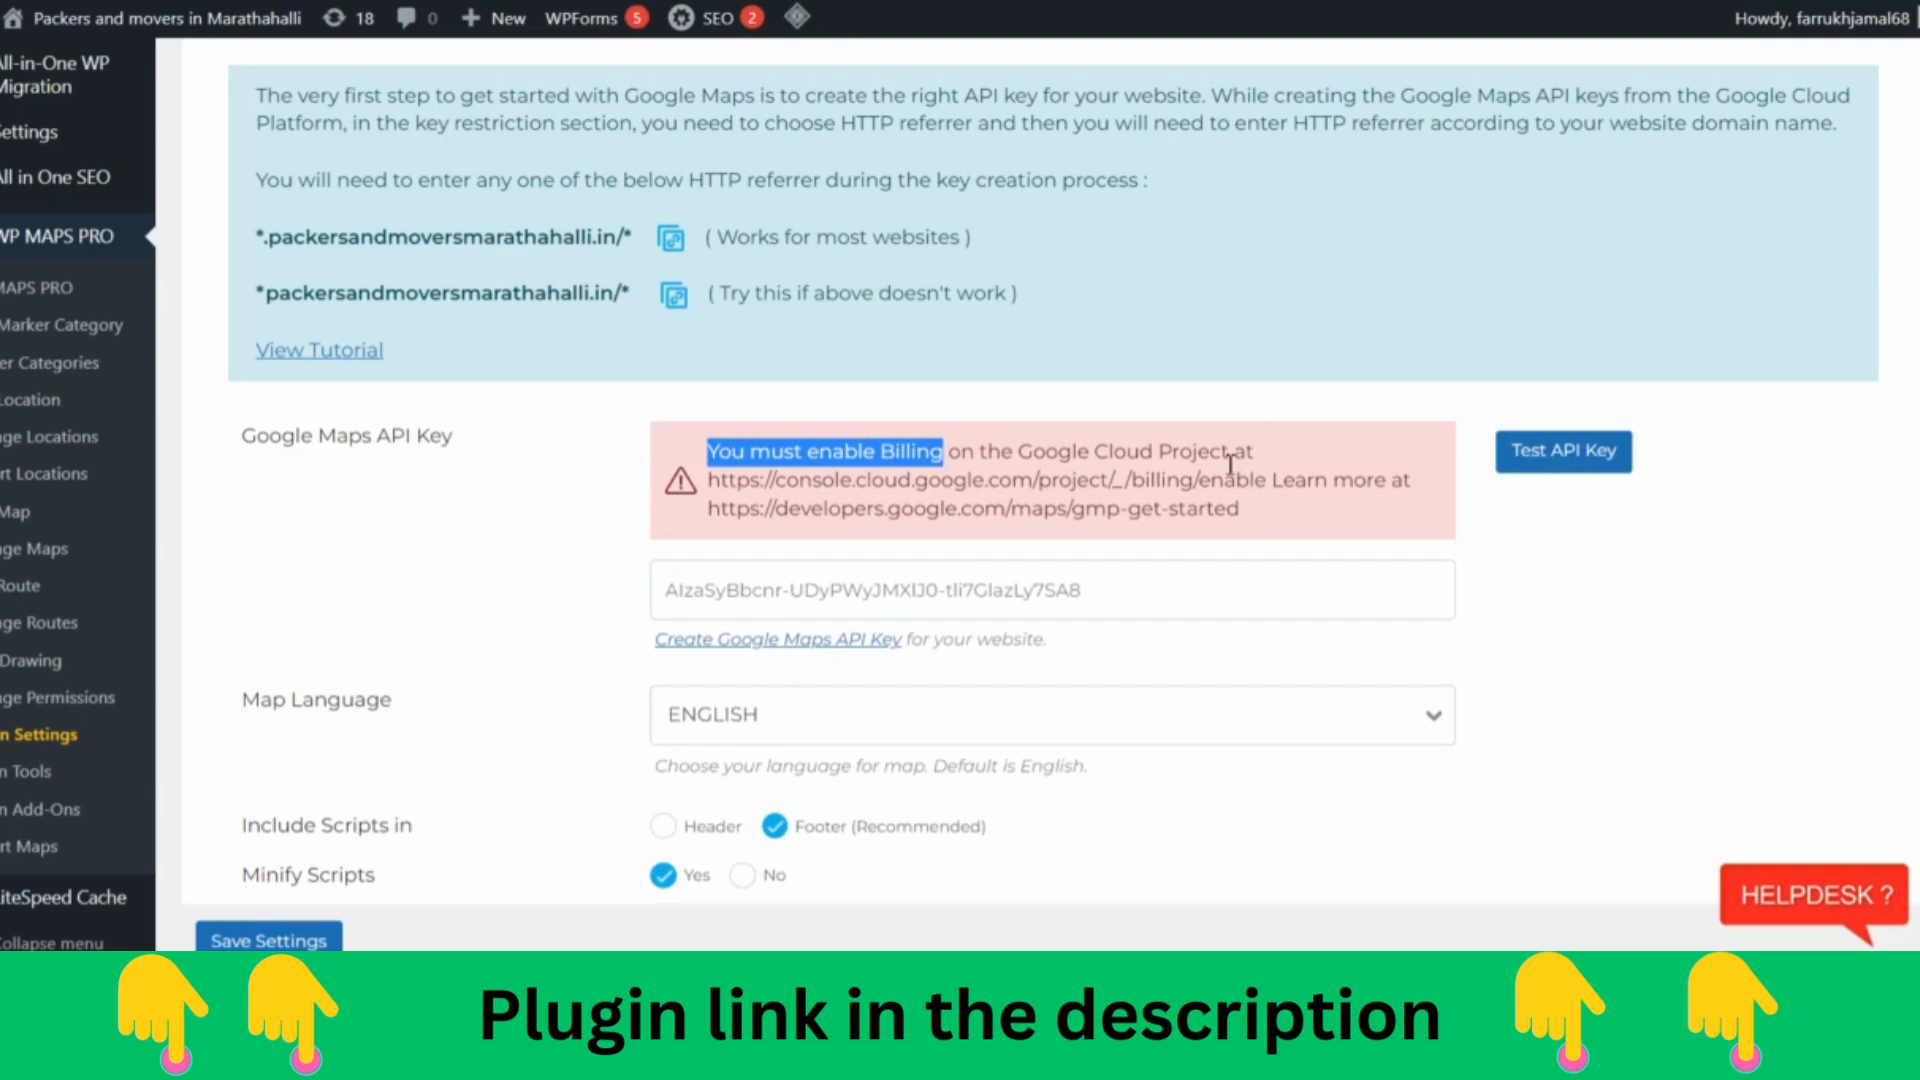 Packers and movers in Marathahalli 18 0 New WPForms 5 SEO 2 Howdy, farrukhjamal68
ll-in-One WP
Migration
ettings
ll in One SEO
WP MAPS PRO
MAPS PRO
Marker Category
er Categories
Location
ge Locations
rt Locations
Map
ge Maps
Route
ge Routes
Drawing
ge Permissions
n Settings
n Tools
n Add-Ons
rt Maps
iteSpeed Cache
ollapse menu
The very first step to get started with Google Maps is to create the right API key for your website. While creating the Google Maps API keys from the Google Cloud
Platform, in the key restriction section, you need to choose HTTP referrer and then you will need to enter HTTP referrer according to your website domain name.
You will need to enter any one of the below HTTP referrer during the key creation process :
*.packersandmoversmarathahalli.in/* ( Works for most websites )
*packersandmoversmarathahalli.in/* ( Try this if above doesn't work )
View Tutorial
Google Maps API Key
You must enable Billing on the Google Cloud Project at
https://console.cloud.google.com/project/_/billing/enable Learn more at
https://developers.google.com/maps/gmp-get-started
Test API Key
AIzaSyBbcnr-UDyPWyJMXlJ0-tli7GlazLy7SA8
Create Google Maps API Key for your website.
Map Language
ENGLISH
Choose your language for map. Default is English.
Include Scripts in Header Footer (Recommended)
Minify Scripts Yes No
HELPDESK ?
Save Settings
Plugin link in the description